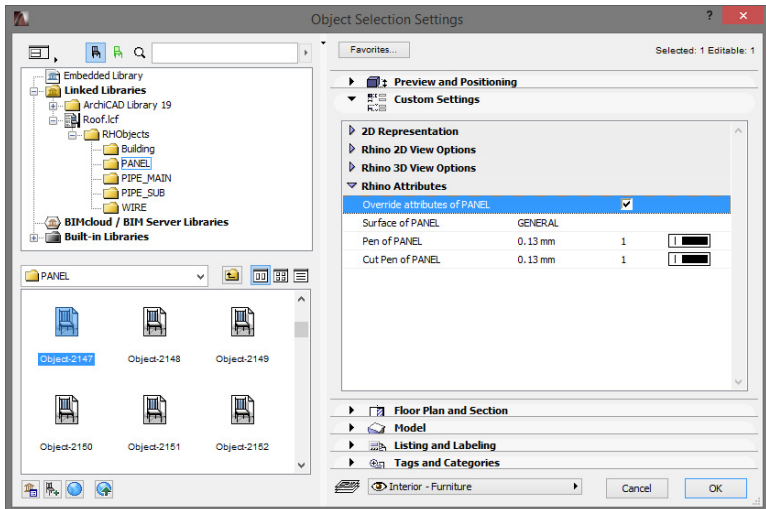 Object Selection Settings
? x
Embedded Library
Linked Libraries
ArchiCAD Library 19
Roof.lcf
RHObjects
Building
PANEL
PIPE_MAIN
PIPE_SUB
WIRE
BIMcloud / BIM Server Libraries
Built-in Libraries
PANEL
Object-2147 Object-2148 Object-2149
Object-2150 Object-2151 Object-2152
Favorites... Selected: 1 Editable: 1
Preview and Positioning
Custom Settings
2D Representation
Rhino 2D View Options
Rhino 3D View Options
Rhino Attributes
Override attributes of PANEL
Surface of PANEL GENERAL
Pen of PANEL 0.13 mm 1
Cut Pen of PANEL 0.13 mm 1
Floor Plan and Section
Model
Listing and Labeling
Tags and Categories
Interior - Furniture Cancel OK